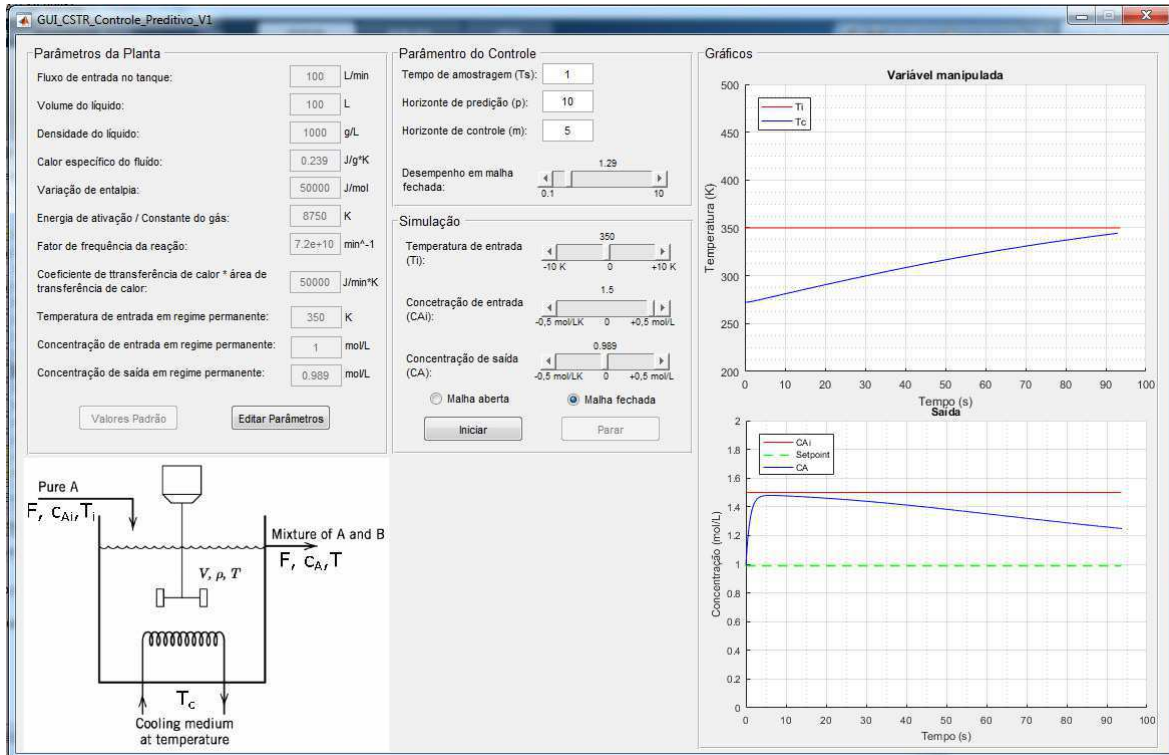 GUI_CSTR_Controle_Preditivo_V1
Parâmetros da Planta
Fluxo de entrada no tanque: 100 L/min
Volume do líquido: 100 L
Densidade do líquido: 1000 g/L
Calor específico do fluído: 0.239 J/g*K
Variação de entalpia: 50000 J/mol
Energia de ativação / Constante do gás: 8750 K
Fator de frequência da reação: 7.2e+10 min^-1
Coeficiente de ttransferência de calor * área de
transferência de calor: 50000 J/min*K
Temperatura de entrada em regime permanente: 350 K
Concentração de entrada em regime permanente: 1 mol/L
Concentração de saída em regime permanente: 0.989 mol/L
Valores Padrão Editar Parâmetros
Parâmentro do Controle
Tempo de amostragem (Ts): 1
Horizonte de predição (p): 10
Horizonte de controle (m): 5
1.29
Desempenho em malha
fechada:
0.1 10
Simulação
350
Temperatura de entrada
(Ti):
-10 K 0 +10 K
1.5
Concetração de entrada
(CAi):
-0,5 mol/LK 0 +0,5 mol/L
0.989
Concentração de saída
(CA):
-0,5 mol/LK 0 +0,5 mol/L
Malha aberta Malha fechada
Iniciar Parar
Gráficos
Variável manipulada
Ti
Tc
Temperatura (K)
500
450
400
350
300
250
200
0 10 20 30 40 50 60 70 80 90 100
Tempo (s)
Saída
CAi
Setpoint
CA
Concentração (mol/L)
2
1.8
1.6
1.4
1.2
1
0.8
0.6
0.4
0.2
0
0 10 20 30 40 50 60 70 80 90 100
Tempo (s)
Pure A
F, cAi, Ti
Mixture of A and B
F, cA, T
V, ρ, T
Tc
Cooling medium
at temperature